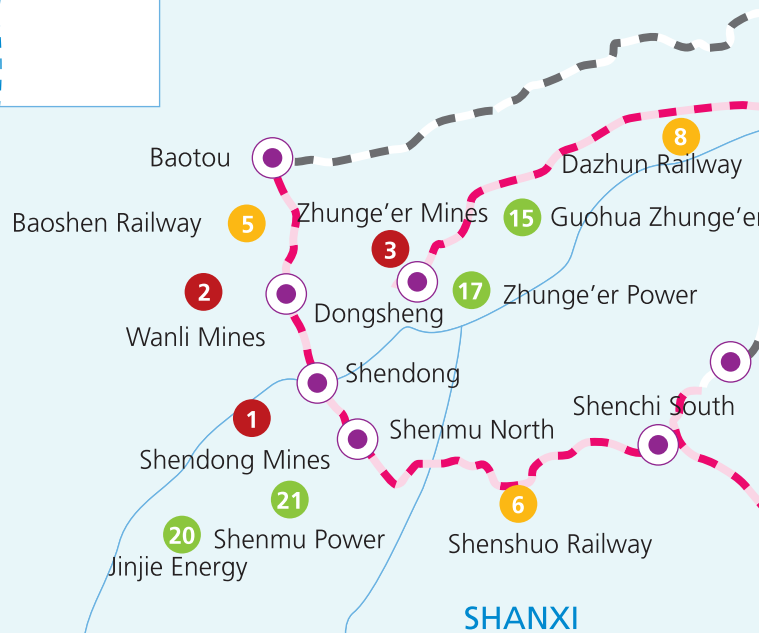 8
Baotou
Dazhun Railway
Zhunge’er Mines
15
Guohua Zhunge’er
Baoshen Railway
5
3
2
17
Zhunge’er Power
Dongsheng
Wanli Mines
Shendong
Shenchi South
1
Shenmu North
Shendong Mines
21
6
20
Shenmu Power
Shenshuo Railway
Jinjie Energy
SHANXI